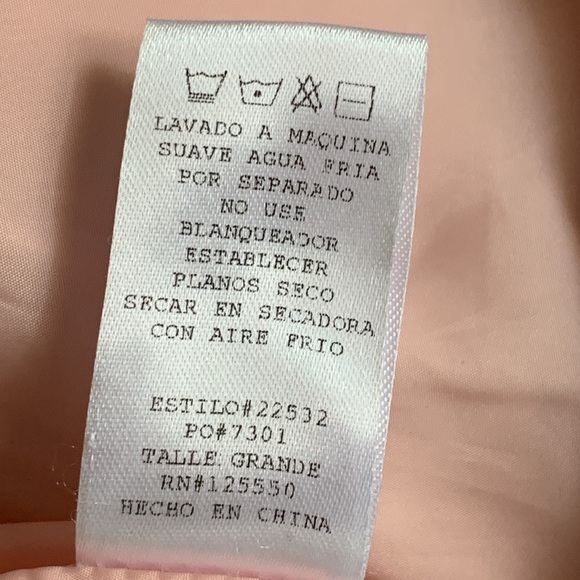 LAVADO A MAQUINA
SUAVE AGUA FRIA
POR SEPARADO
NO USE
BLANQUEADOR
ESTABLECER
PLANOS SECO
SECAR EN SECADORA
CON AIRE FRIO
ESTILO#22532
PO#7301
TALLE GRANDE
RN#125550
HECHO EN CHINA